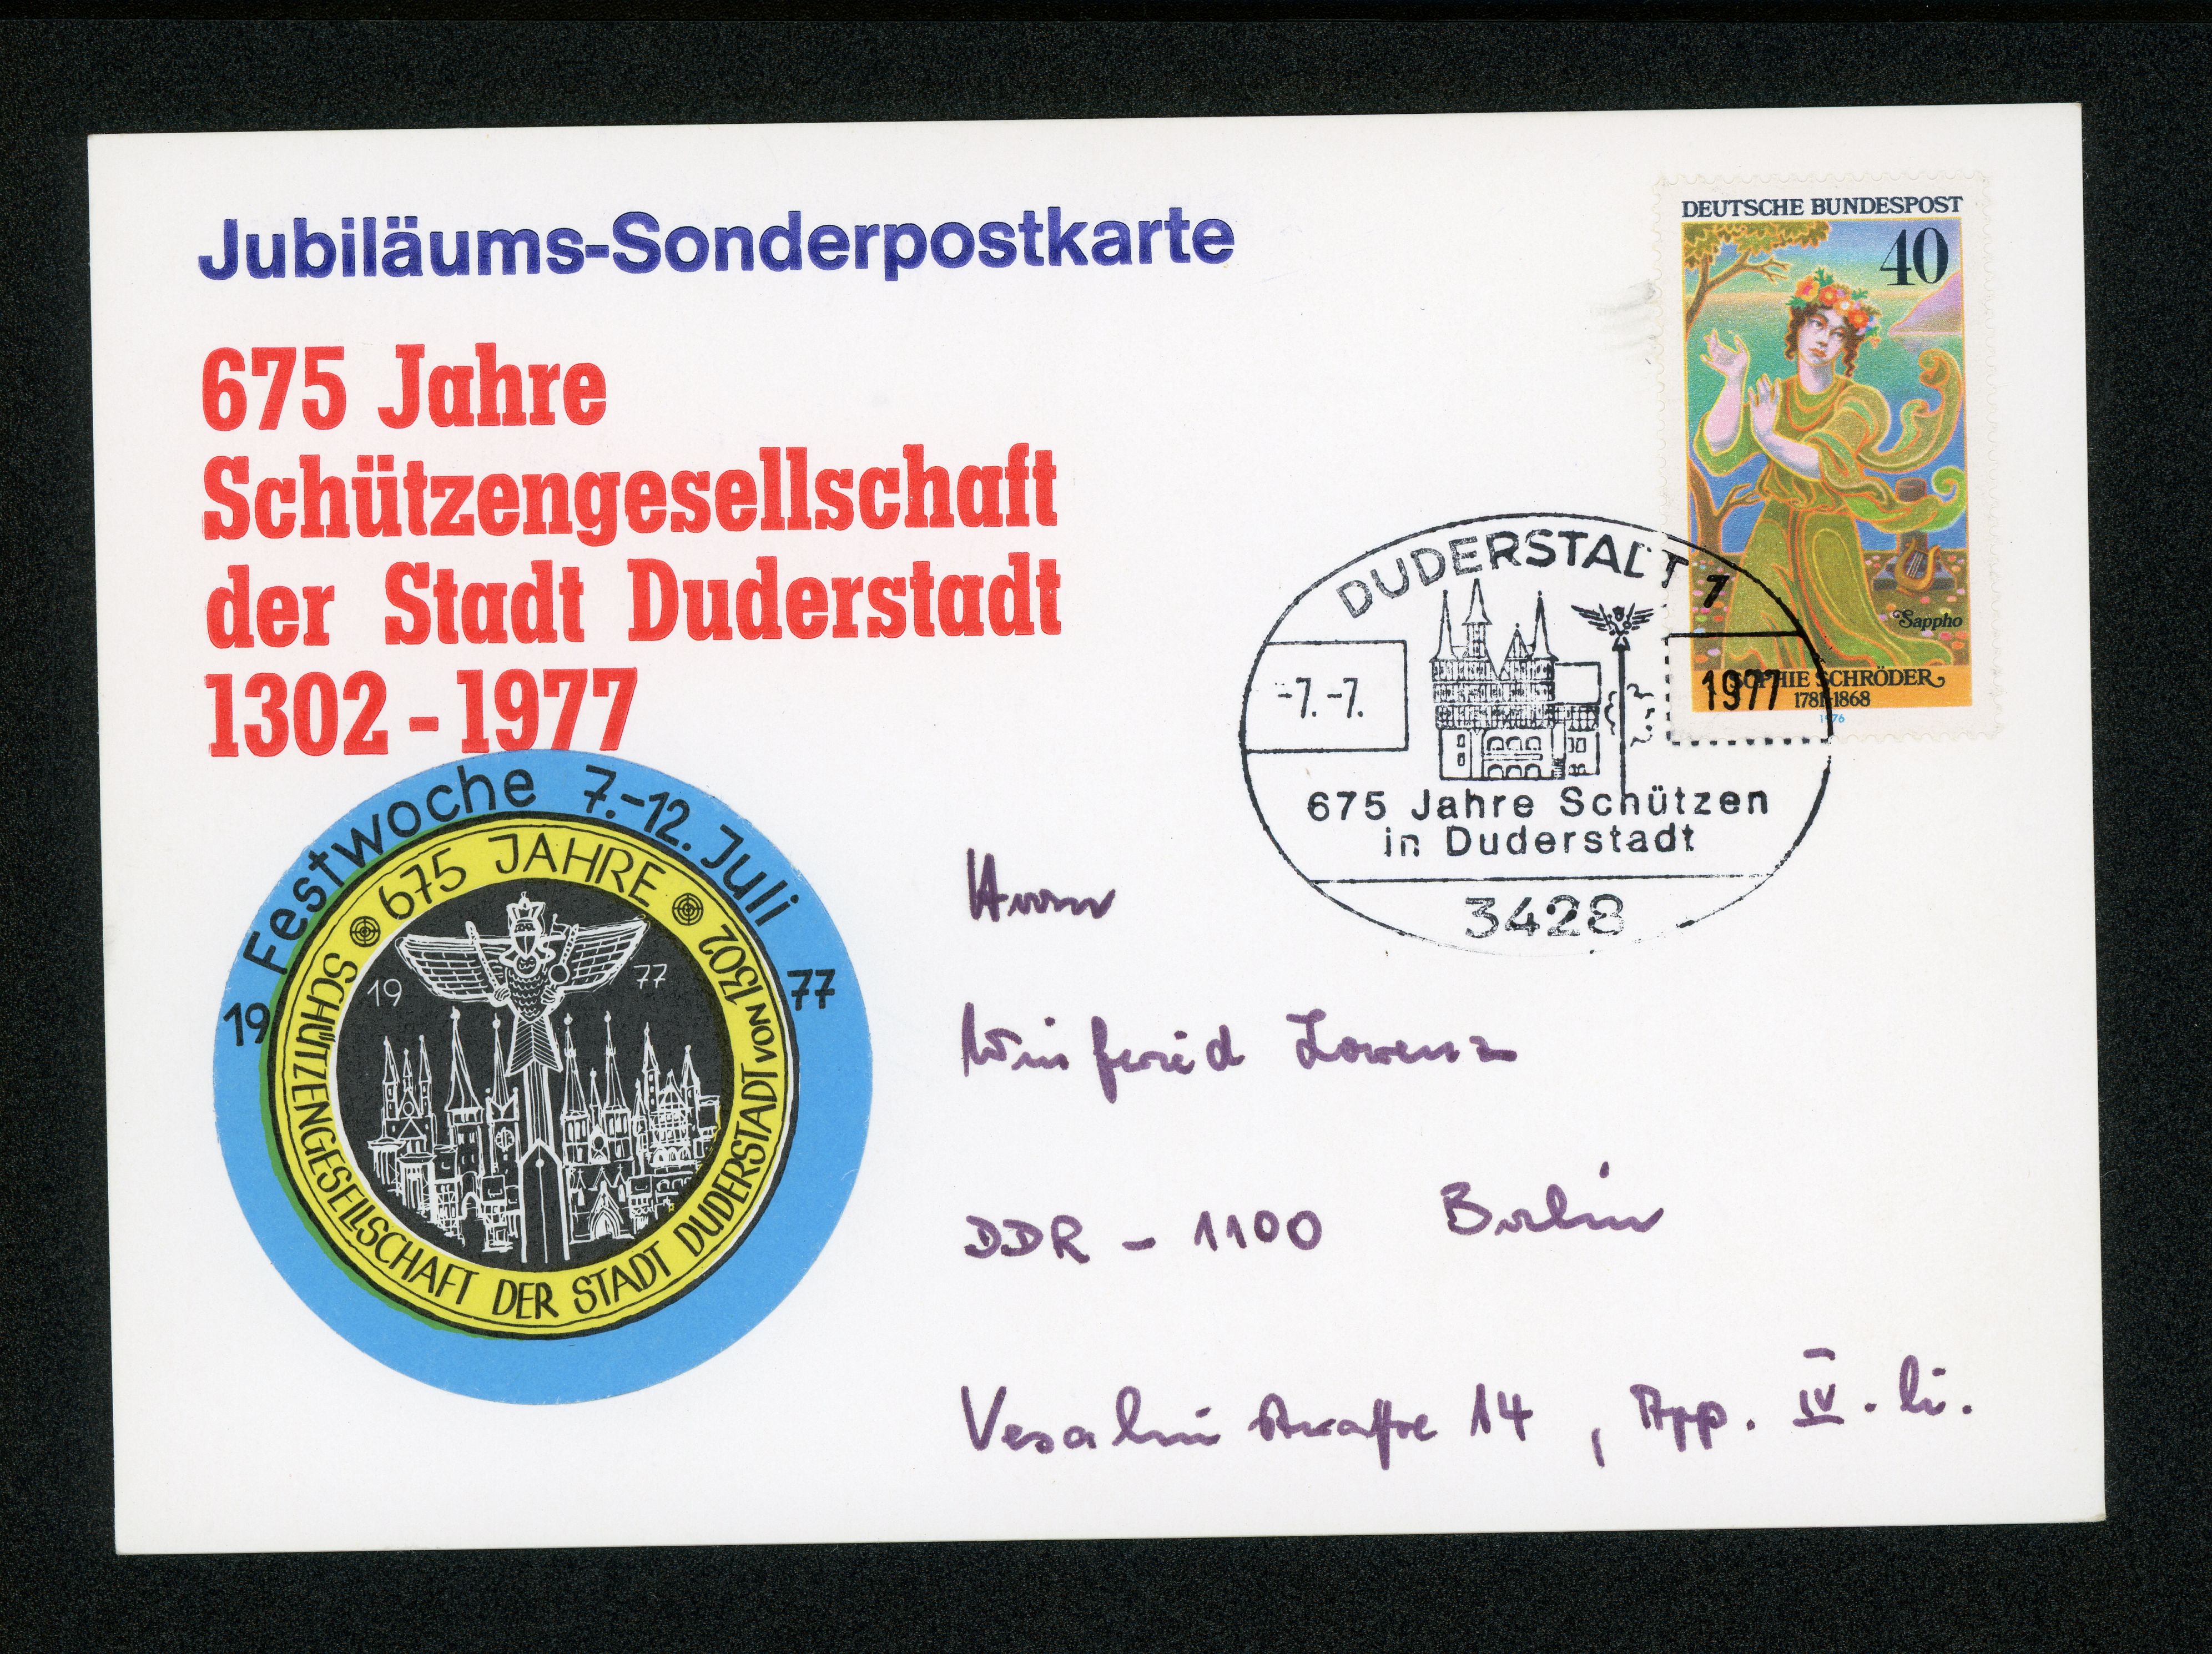 Jubiläums-Sonderpostkarte
675 Jahre
Schützengesellschaft
der Stadt Duderstadt
1302 - 1977
Festwoche 7.-12. Juli
19 77
675 JAHRE
SCHÜTZENGESELLSCHAFT DER STADT DUDERSTADT VON 1302
19 77
DEUTSCHE BUNDESPOST
40
Sappho
SOPHIE SCHRÖDER
1781-1868
1976
DUDERSTADT 1
-7.-7. 1977
675 Jahre Schützen
in Duderstadt
3428
Herrn
Winfried Lorenz
DDR - 1100 Berlin
Vesaliusstraße 14, App. IV. li.